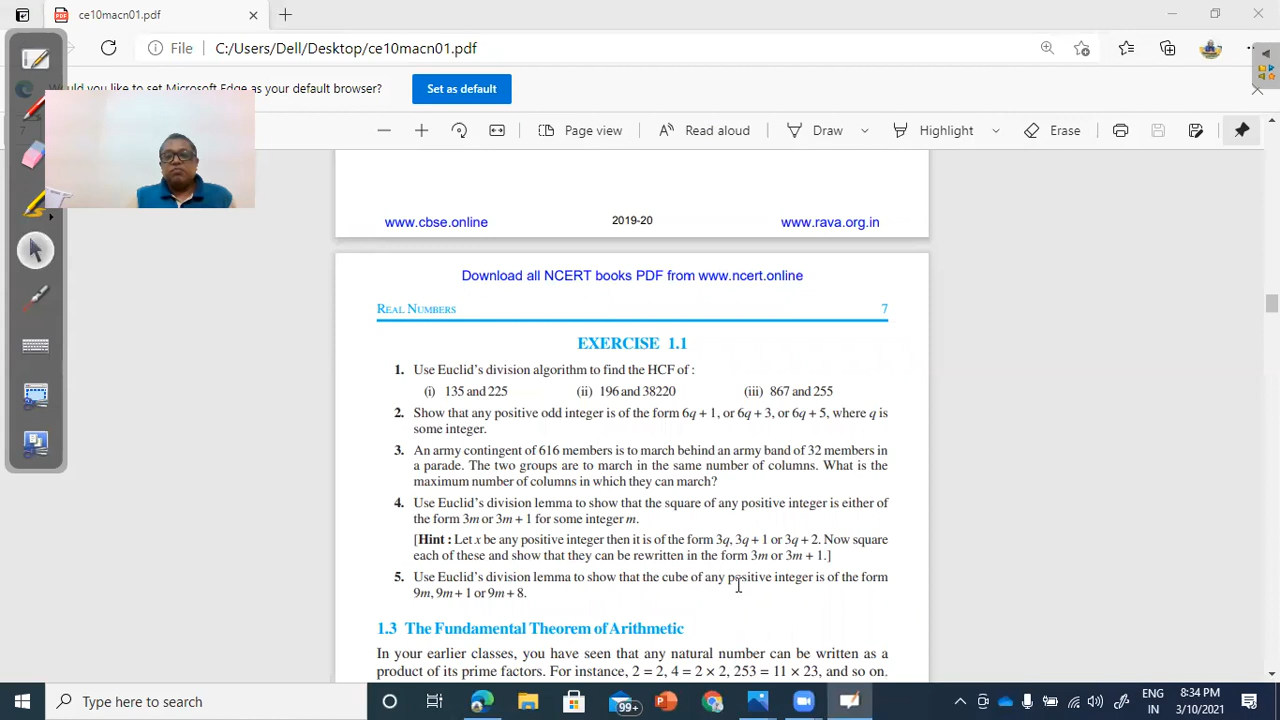 ce10macn01.pdf
File
C:/Users/Dell/Desktop/ce10macn01.pdf
Would you like to set Microsoft Edge as your default browser?
Set as default
7
Page view
Read aloud
Draw
Highlight
Erase
www.cbse.online
2019-20
www.rava.org.in
Download all NCERT books PDF from www.ncert.online
REAL NUMBERS
7
EXERCISE 1.1
1. Use Euclid's division algorithm to find the HCF of :
(i) 135 and 225 (ii) 196 and 38220 (iii) 867 and 255
2. Show that any positive odd integer is of the form 6q + 1, or 6q + 3, or 6q + 5, where q is
some integer.
3. An army contingent of 616 members is to march behind an army band of 32 members in
a parade. The two groups are to march in the same number of columns. What is the
maximum number of columns in which they can march?
4. Use Euclid's division lemma to show that the square of any positive integer is either of
the form 3m or 3m + 1 for some integer m.
[Hint : Let x be any positive integer then it is of the form 3q, 3q + 1 or 3q + 2. Now square
each of these and show that they can be rewritten in the form 3m or 3m + 1.]
5. Use Euclid's division lemma to show that the cube of any positive integer is of the form
9m, 9m + 1 or 9m + 8.
1.3 The Fundamental Theorem of Arithmetic
In your earlier classes, you have seen that any natural number can be written as a
product of its prime factors. For instance, 2 = 2, 4 = 2 × 2, 253 = 11 × 23, and so on.
Type here to search
99+
ENG
IN
8:34 PM
3/10/2021